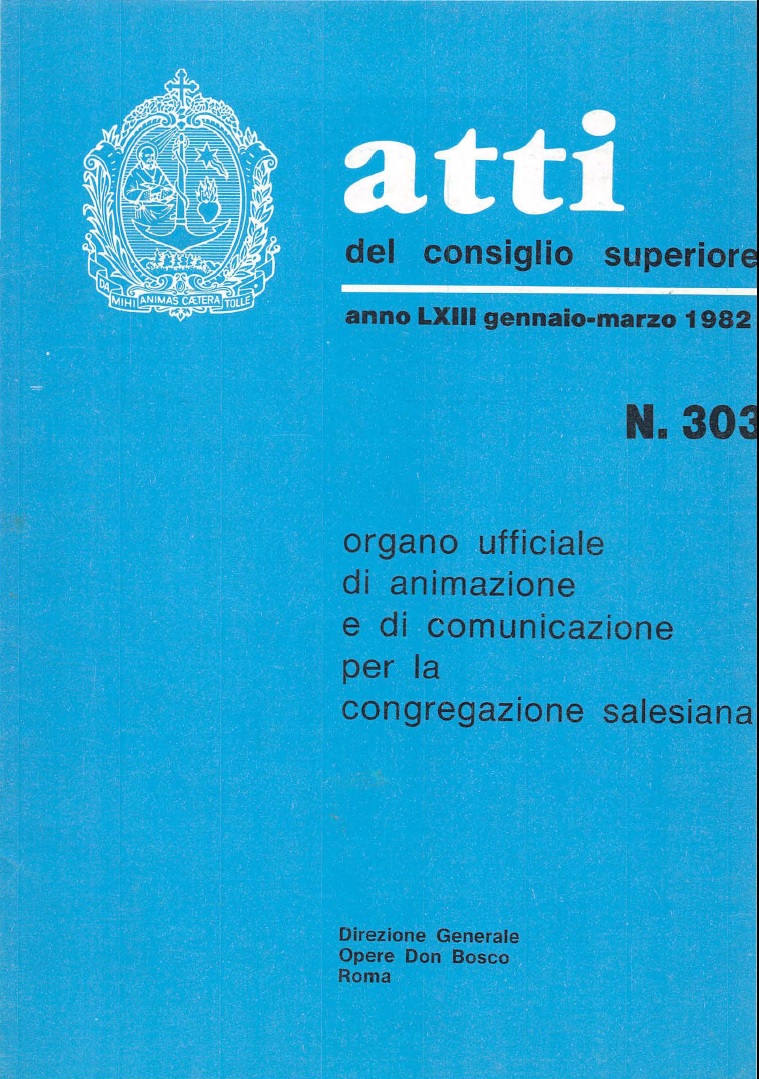 atti
del consiglio superiore
anno LXIII gennaio-marzo 1982
N. 303
DA MIHI ANIMAS CÆTERA TOLLE
organo ufficiale
di animazione
e di comunicazione
per la
congregazione salesiana
Direzione Generale
Opere Don Bosco
Roma